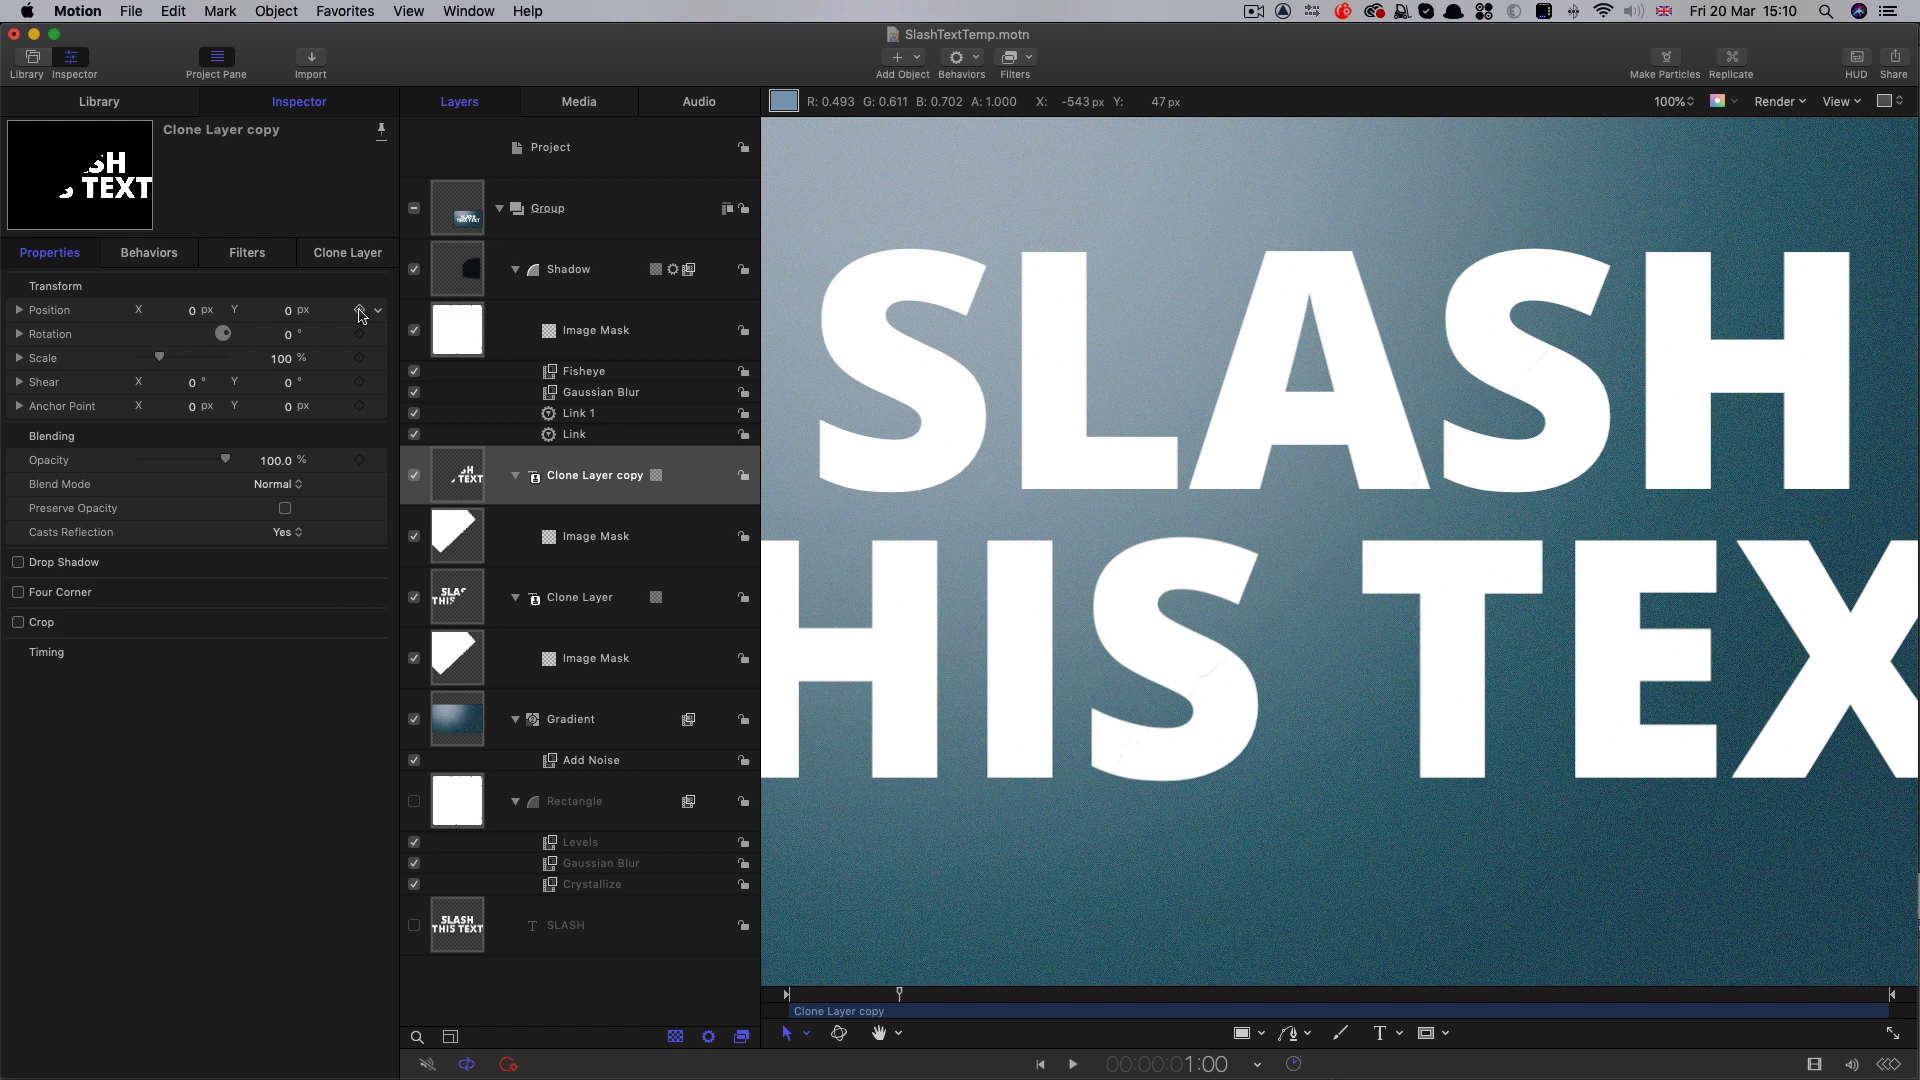 Motion File Edit Mark Object Favorites View Window Help Fri 20 Mar 15:10
SlashTextTemp.motn
Library Inspector Project Pane Import Add Object Behaviors Filters Make Particles Replicate HUD Share
Library Inspector Layers Media Audio R: 0.493 G: 0.611 B: 0.702 A: 1.000 X: -543 px Y: 47 px 100% Render View
Clone Layer copy
SH
S TEXT
Properties Behaviors Filters Clone Layer
Transform
Position X 0 px Y 0 px
Rotation 0 °
Scale 100 %
Shear X 0 ° Y 0 °
Anchor Point X 0 px Y 0 px
Blending
Opacity 100.0 %
Blend Mode Normal
Preserve Opacity
Casts Reflection Yes
Drop Shadow
Four Corner
Crop
Timing
Project
Group
Shadow
Image Mask
Fisheye
Gaussian Blur
Link 1
Link
Clone Layer copy
Image Mask
Clone Layer
Image Mask
Gradient
Add Noise
Rectangle
Levels
Gaussian Blur
Crystallize
SLASH
THIS TEXT
SLASH
SLASH
HIS TEX
Clone Layer copy
00:00:01:00